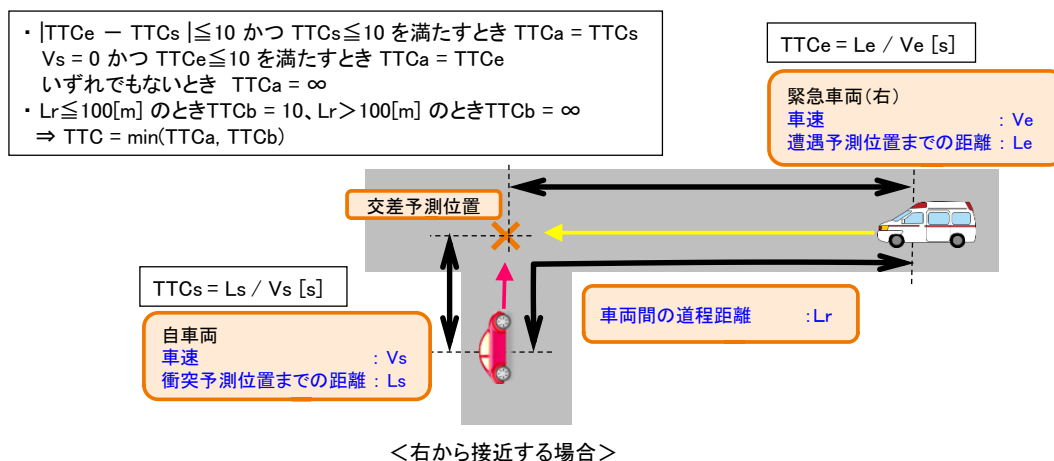 ・|TTCe － TTCs |≦10 かつ TTCs≦10 を満たすとき TTCa = TTCs
Vs = 0 かつ TTCe≦10 を満たすとき TTCa = TTCe
いずれでもないとき TTCa = ∞
・Lr≦100[m] のときTTCb = 10、Lr＞100[m] のときTTCb = ∞
⇒ TTC = min(TTCa, TTCb)
TTCe = Le / Ve [s]
緊急車両(右)
車速 ： Ve
遭遇予測位置までの距離 ： Le
交差予測位置
TTCs = Ls / Vs [s]
自車両
車速 ： Vs
衝突予測位置までの距離 ： Ls
車両間の道程距離 ：Lr
＜右から接近する場合＞